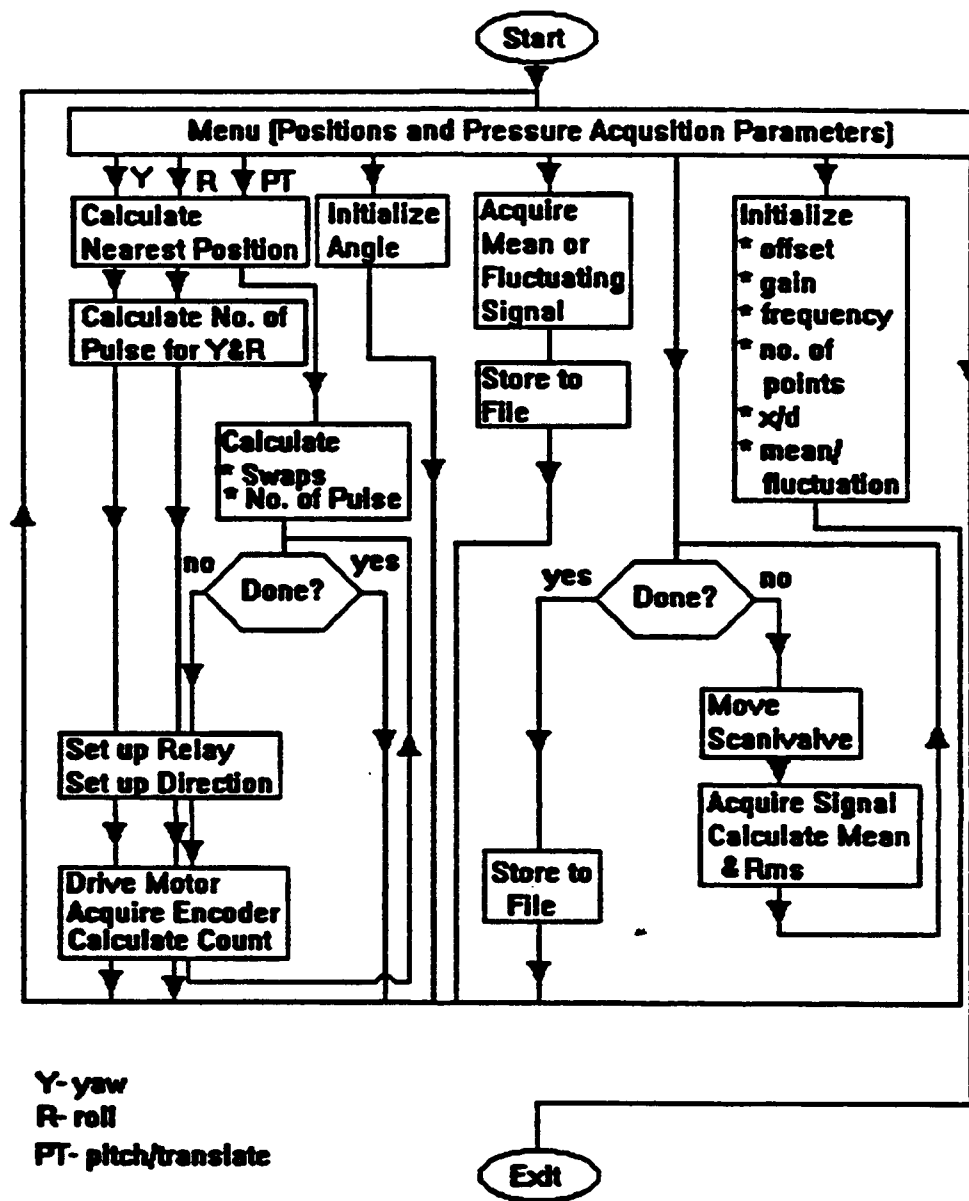 Start
Menu [Positions and Pressure Acqusition Parameters]
Y
R
PT
Calculate
Nearest Position
Initialize
Angle
Acquire
Mean or
Fluctuating
Signal
Initialize
* offset
* gain
* frequency
* no. of
points
* x/d
* mean/
fluctuation
Calculate No. of
Pulse for Y&R
Store to
File
Calculate
* Swaps
* No. of Pulse
no
Done?
yes
yes
Done?
no
Move
Scanivalve
Set up Relay
Set up Direction
Acquire Signal
Calculate Mean
& Rms
Drive Motor
Acquire Encoder
Calculate Count
Store to
File
Y- yaw
R- roll
PT- pitch/translate
Exit